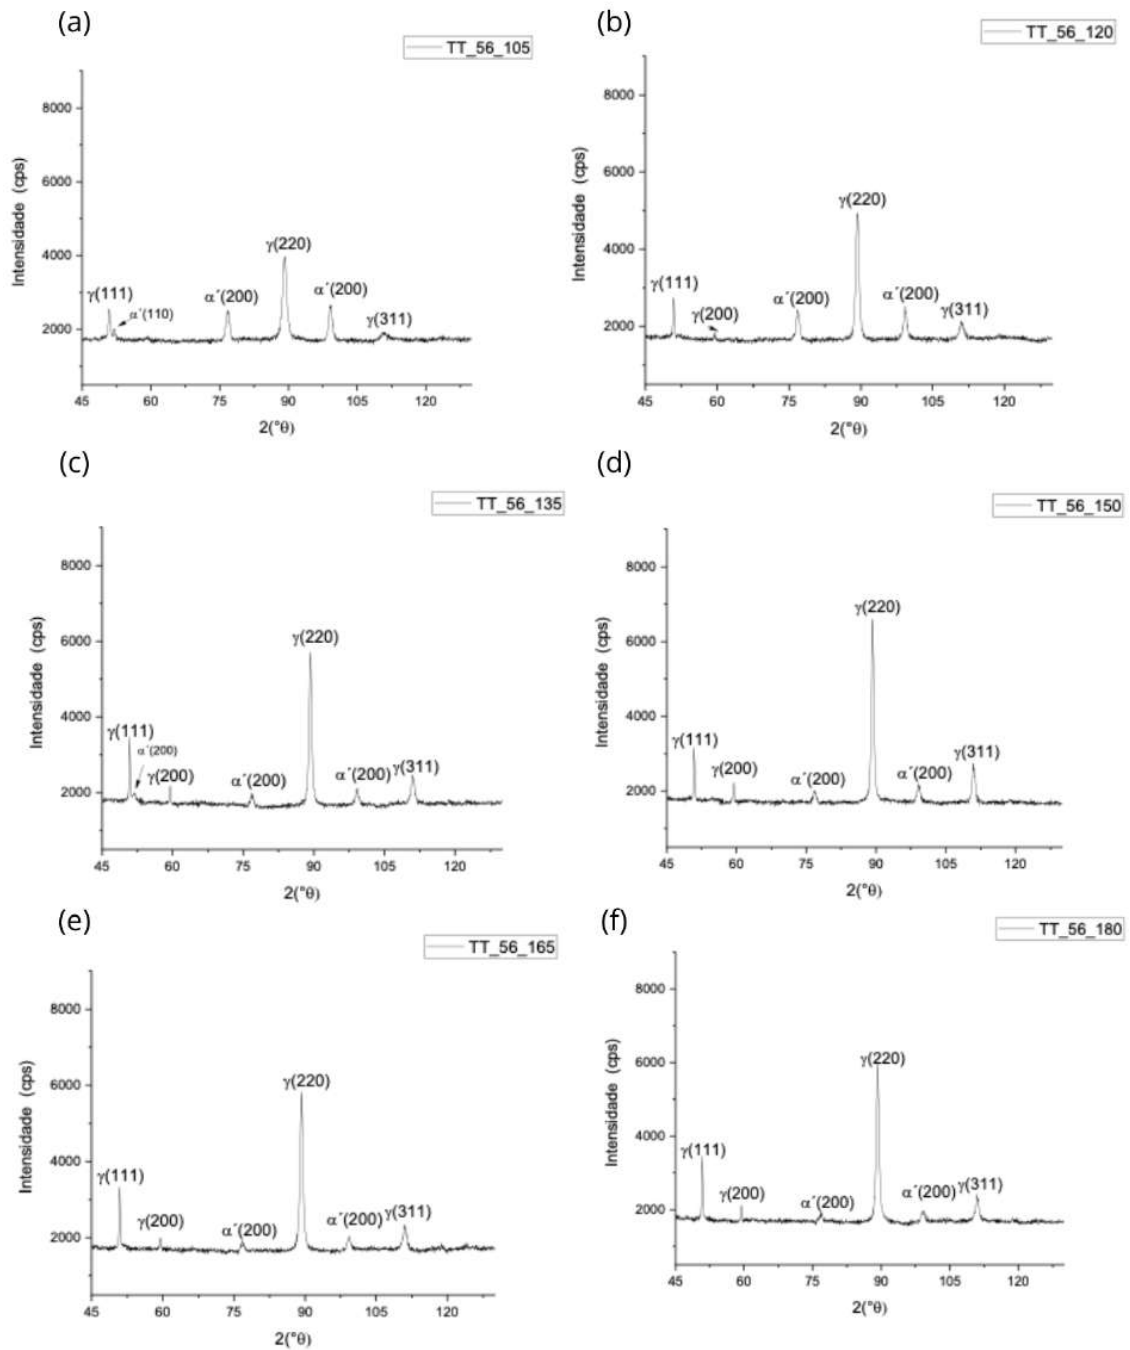 (a)
TT_56_105
8000
6000
4000
2000
Intensidade (cps)
γ(111)
α´(110)
α´(200)
γ(220)
α´(200)
γ(311)
45 60 75 90 105 120
2(°θ)
(b)
TT_56_120
8000
6000
4000
2000
Intensidade (cps)
γ(111)
γ(200)
α´(200)
γ(220)
α´(200)
γ(311)
45 60 75 90 105 120
2(°θ)
(c)
TT_56_135
8000
6000
4000
2000
Intensidade (cps)
γ(111)
α´(200)
γ(200)
α´(200)
γ(220)
α´(200)
γ(311)
45 60 75 90 105 120
2(°θ)
(d)
TT_56_150
8000
6000
4000
2000
Intensidade (cps)
γ(111)
γ(200)
α´(200)
γ(220)
α´(200)
γ(311)
45 60 75 90 105 120
2(°θ)
(e)
TT_56_165
8000
6000
4000
2000
Intensidade (cps)
γ(111)
γ(200)
α´(200)
γ(220)
α´(200)
γ(311)
45 60 75 90 105 120
2(°θ)
(f)
TT_56_180
8000
6000
4000
2000
Intensidade (cps)
γ(111)
γ(200)
α´(200)
γ(220)
α´(200)
γ(311)
45 60 75 90 105 120
2(°θ)